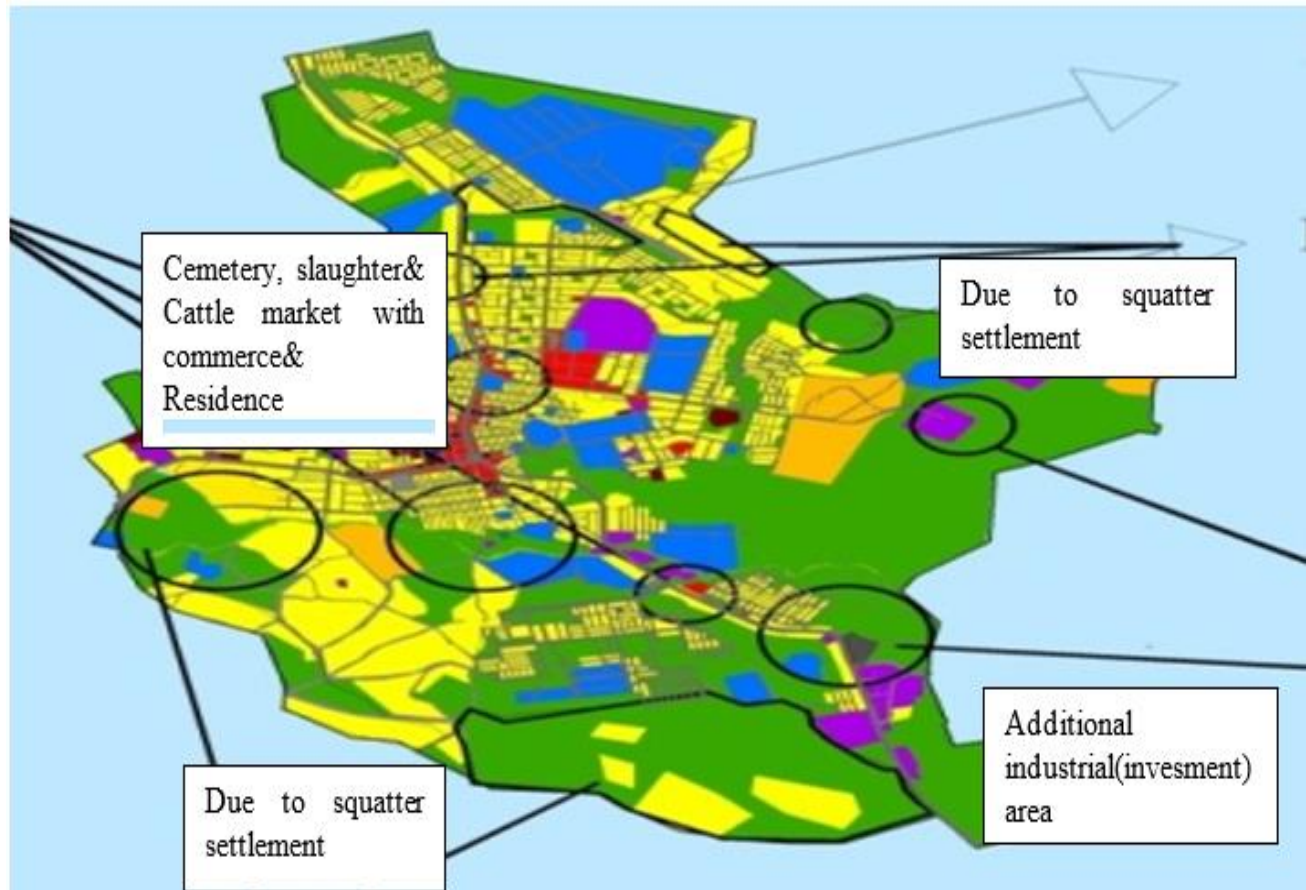 Cemetery, slaughter&
Cattle market with
commerce&
Residence
Due to squatter
settlement
Due to squatter
settlement
Additional
industrial(invesment)
area